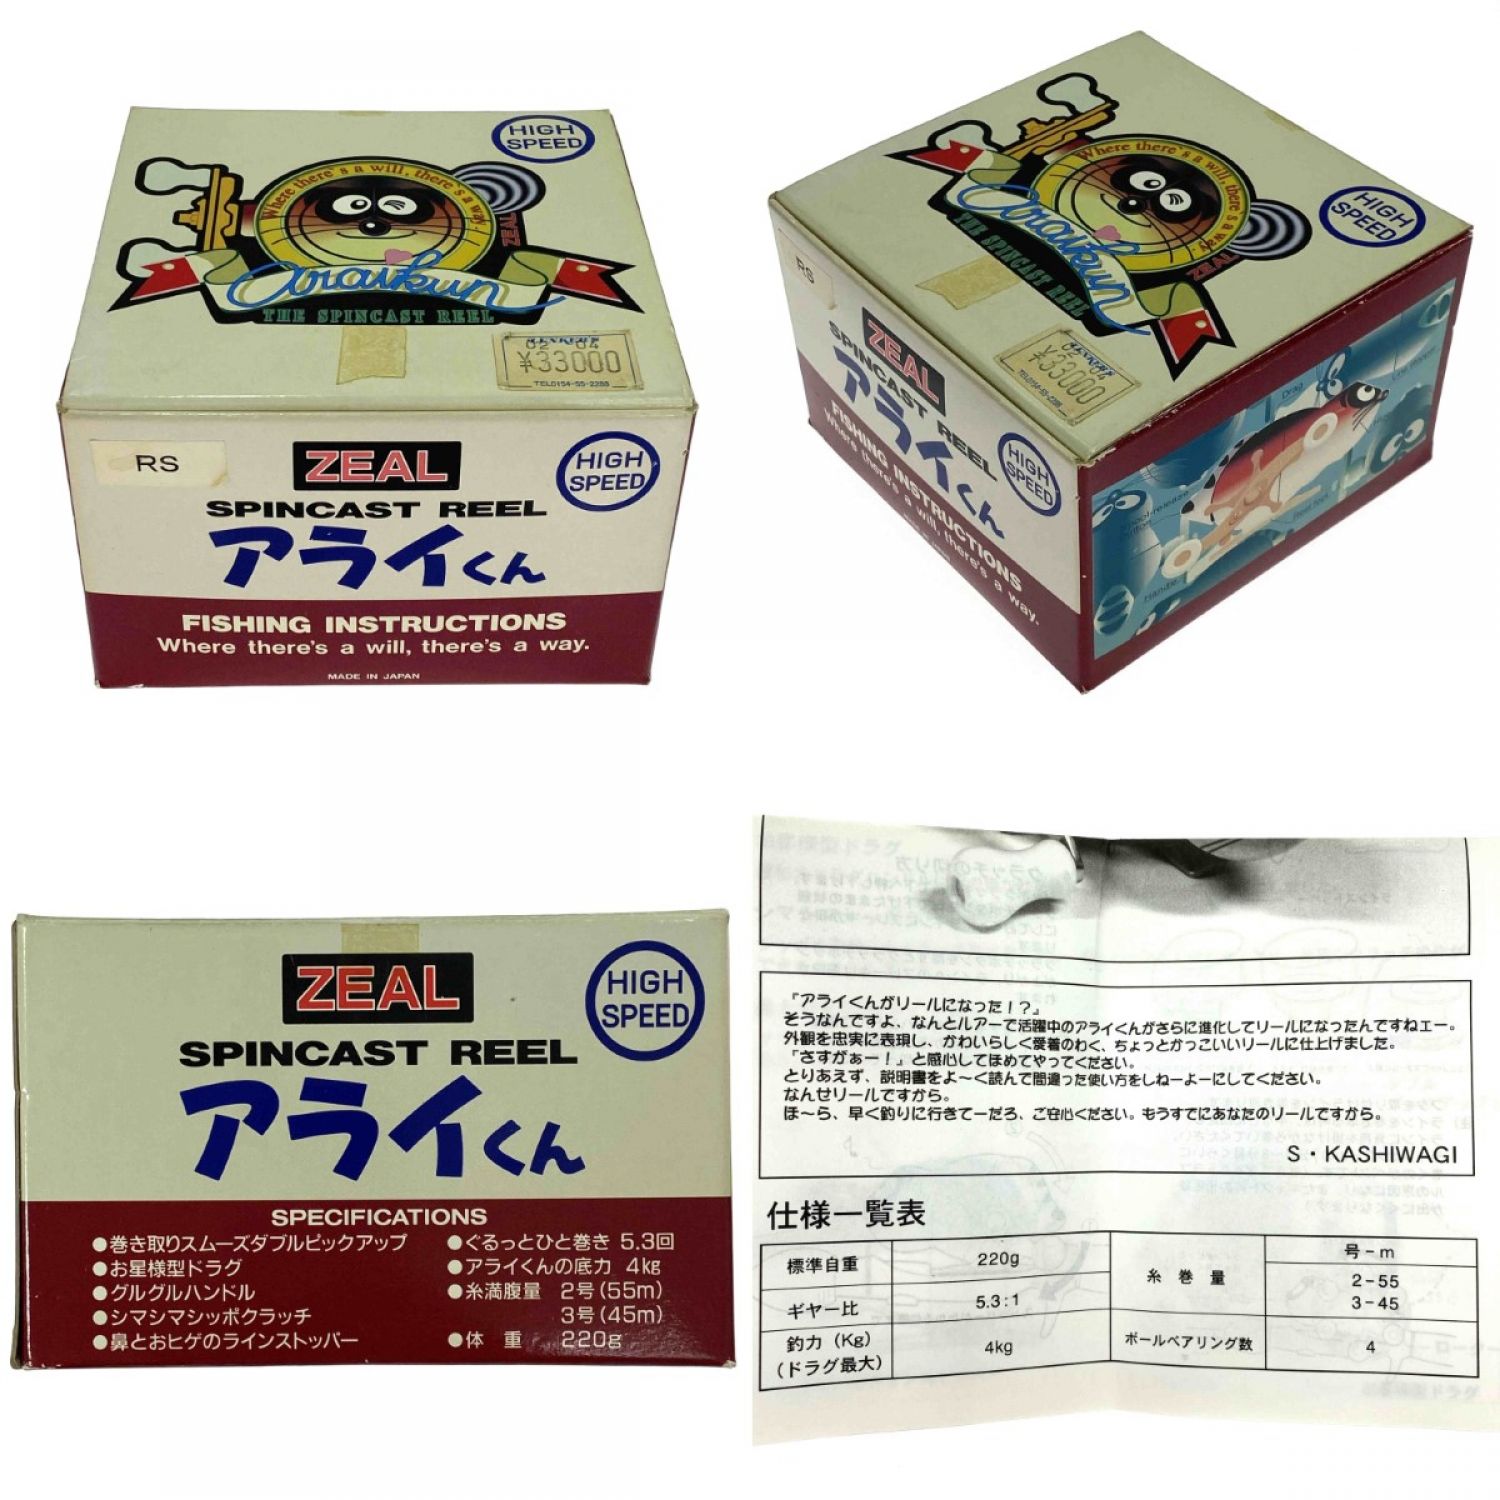 HIGH
SPEED
Where there's a will, there's a way.
ZEAL
araikun
THE SPINCAST REEL
02 04
¥33000
TEL0154-55-2288
RS
ZEAL
HIGH
SPEED
SPINCAST REEL
アライくん
FISHING INSTRUCTIONS
Where there's a will, there's a way.
MADE IN JAPAN
Where there's a will, there's a way.
HIGH
SPEED
araikun
ZEAL
THE SPINCAST REEL
RS
02 04
¥33000
ZEAL
SPINCAST REEL
アライくん
HIGH
SPEED
FISHING INSTRUCTIONS
Where there's a will, there's a way.
Drag
Handle
ZEAL
HIGH
SPEED
SPINCAST REEL
アライくん
SPECIFICATIONS
●巻き取りスムーズダブルピックアップ
●お星様型ドラグ
●グルグルハンドル
●シマシマシッポクラッチ
●鼻とおヒゲのラインストッパー
●ぐるっとひと巻き 5.3回
●アライくんの底力 4kg
●糸満腹量 2号(55m)
3号(45m)
●体 重 220g
『アライくんがリールになった！?』
そうなんですよ、なんとルアーで活躍中のアライくんがさらに進化してリールになったんですねェー。
外観を忠実に表現し、かわいらしく愛着のわく、ちょっとかっこいいリールに仕上げました。
「さすがぁー！」と感心してほめてやってください。
とりあえず、説明書をよ〜く読んで間違った使い方をしねーよーにしてください。
なんせリールですから。
ほ〜ら、早く釣りに行きてーだろ、ご安心ください。もうすでにあなたのリールですから。
S・KASHIWAGI
仕様一覧表
標準自重 220g 糸巻量 号-m
2-55
3-45
ギヤー比 5.3:1
釣力 (Kg)
(ドラグ最大) 4kg ボールベアリング数 4